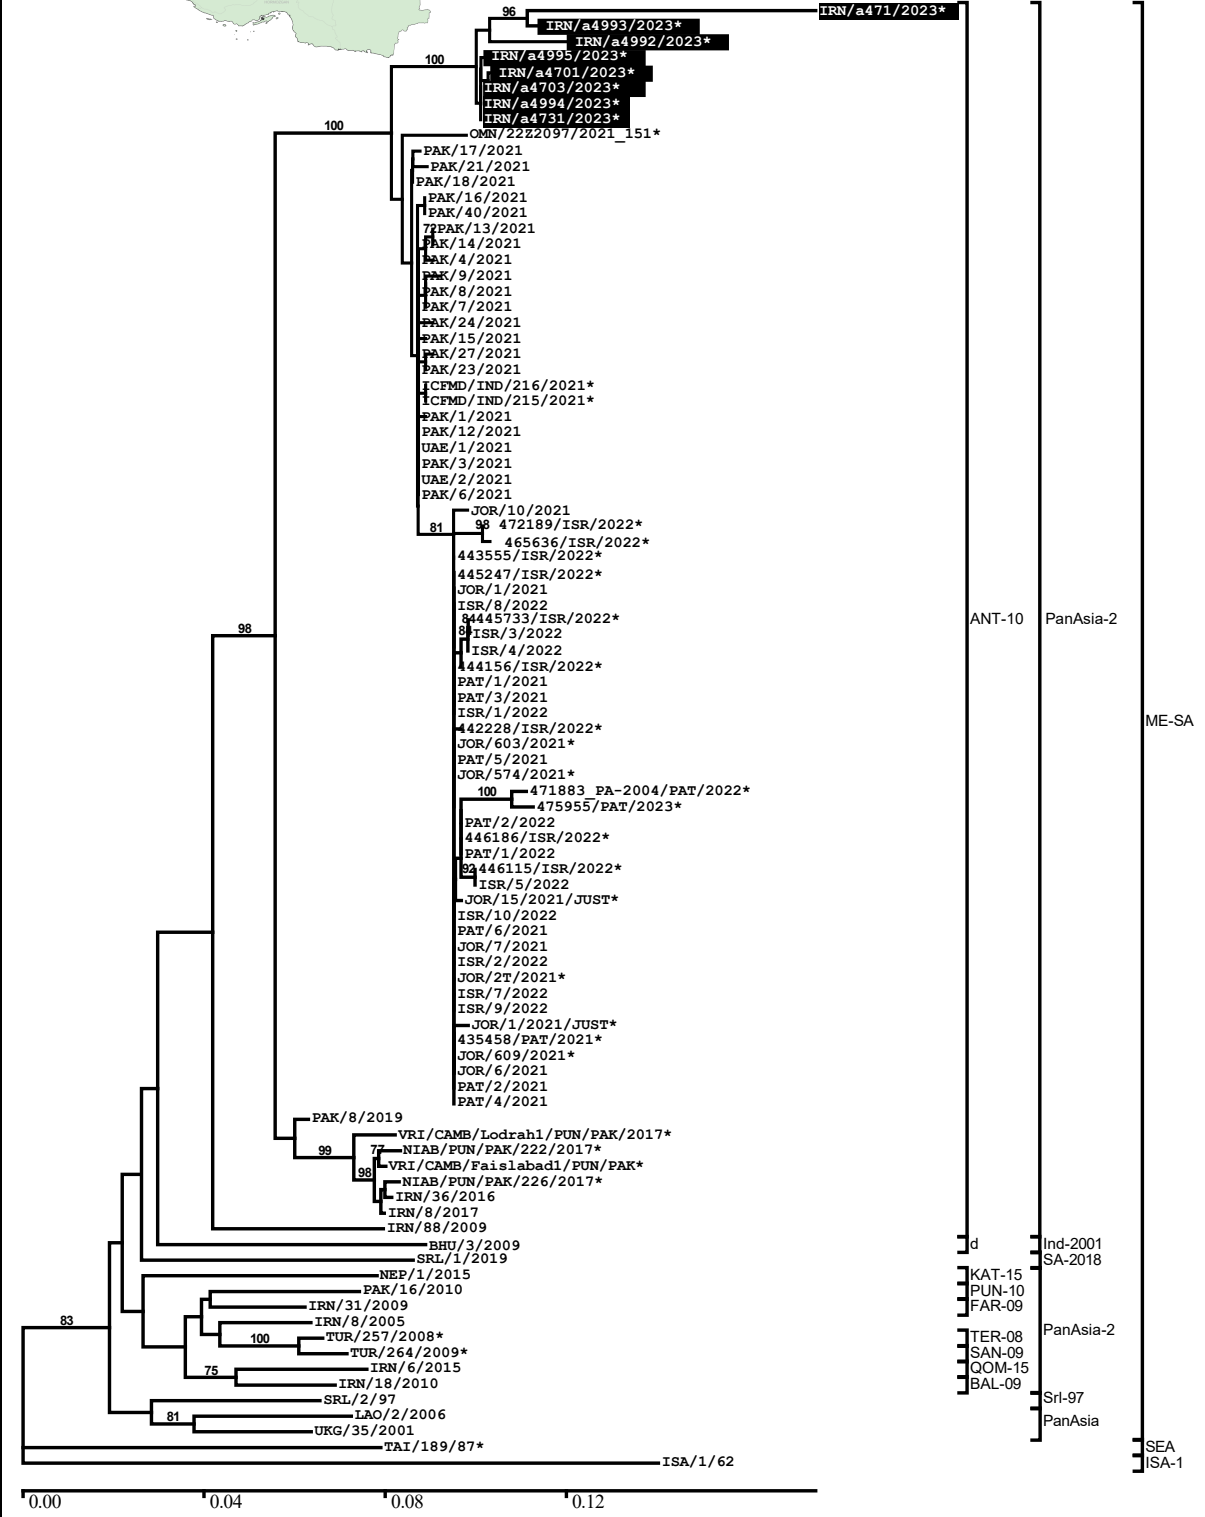 96
IRN/a471/2023*
IRN/a4993/2023*
IRN/a4992/2023*
100
IRN/a4995/2023*
IRN/a4701/2023*
IRN/a4703/2023*
IRN/a4994/2023*
IRN/a4731/2023*
100
OMN/22Z2097/2021_151*
PAK/17/2021
PAK/21/2021
PAK/18/2021
PAK/16/2021
PAK/40/2021
72
PAK/13/2021
PAK/14/2021
PAK/4/2021
PAK/9/2021
PAK/8/2021
PAK/7/2021
PAK/24/2021
PAK/15/2021
PAK/27/2021
PAK/23/2021
ICFMD/IND/216/2021*
ICFMD/IND/215/2021*
PAK/1/2021
PAK/12/2021
UAE/1/2021
PAK/3/2021
UAE/2/2021
PAK/6/2021
JOR/10/2021
81
98
472189/ISR/2022*
465636/ISR/2022*
443555/ISR/2022*
445247/ISR/2022*
JOR/1/2021
ISR/8/2022
84
445733/ISR/2022*
ISR/3/2022
ISR/4/2022
444156/ISR/2022*
ANT-10
PanAsia-2
98
PAT/1/2021
PAT/3/2021
ISR/1/2022
ME-SA
442228/ISR/2022*
JOR/603/2021*
PAT/5/2021
JOR/574/2021*
100
471883_PA-2004/PAT/2022*
475955/PAT/2023*
PAT/2/2022
446186/ISR/2022*
PAT/1/2022
92
446115/ISR/2022*
ISR/5/2022
JOR/15/2021/JUST*
ISR/10/2022
PAT/6/2021
JOR/7/2021
ISR/2/2022
JOR/2T/2021*
ISR/7/2022
ISR/9/2022
JOR/1/2021/JUST*
435458/PAT/2021*
JOR/609/2021*
JOR/6/2021
PAT/2/2021
PAT/4/2021
PAK/8/2019
VRI/CAMB/Lodrah1/PUN/PAK/2017*
99
77
NIAB/PUN/PAK/222/2017*
VRI/CAMB/Faislabad1/PUN/PAK*
98
NIAB/PUN/PAK/226/2017*
IRN/36/2016
IRN/8/2017
IRN/88/2009
BHU/3/2009
d
Ind-2001
SRL/1/2019
SA-2018
NEP/1/2015
KAT-15
PAK/16/2010
PUN-10
IRN/31/2009
FAR-09
83
IRN/8/2005
PanAsia-2
100
TUR/257/2008*
TER-08
TUR/264/2009*
SAN-09
75
IRN/6/2015
QOM-15
IRN/18/2010
BAL-09
SRL/2/97
Srl-97
81
LAO/2/2006
PanAsia
UKG/35/2001
TAI/189/87*
SEA
ISA/1/62
ISA-1
0.00 0.04 0.08 0.12